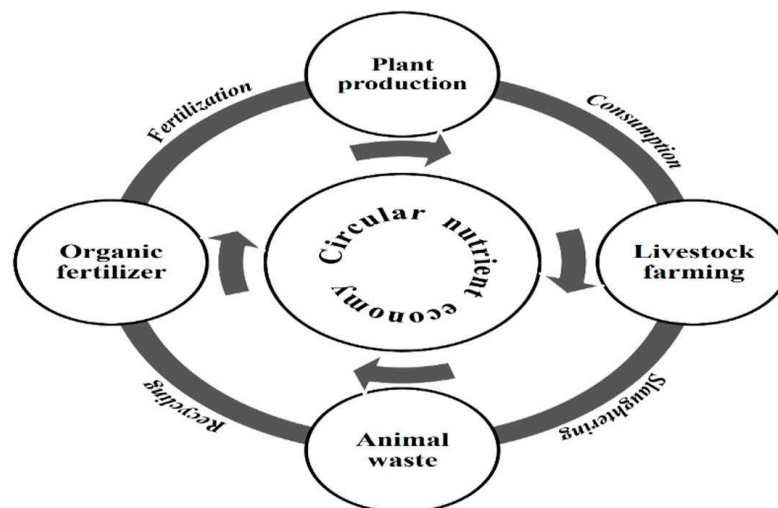 Plant
production
Consumption
Livestock
farming
Slaughtering
Animal
waste
Recycling
Organic
fertilizer
Fertilization
Circular nutrient economy